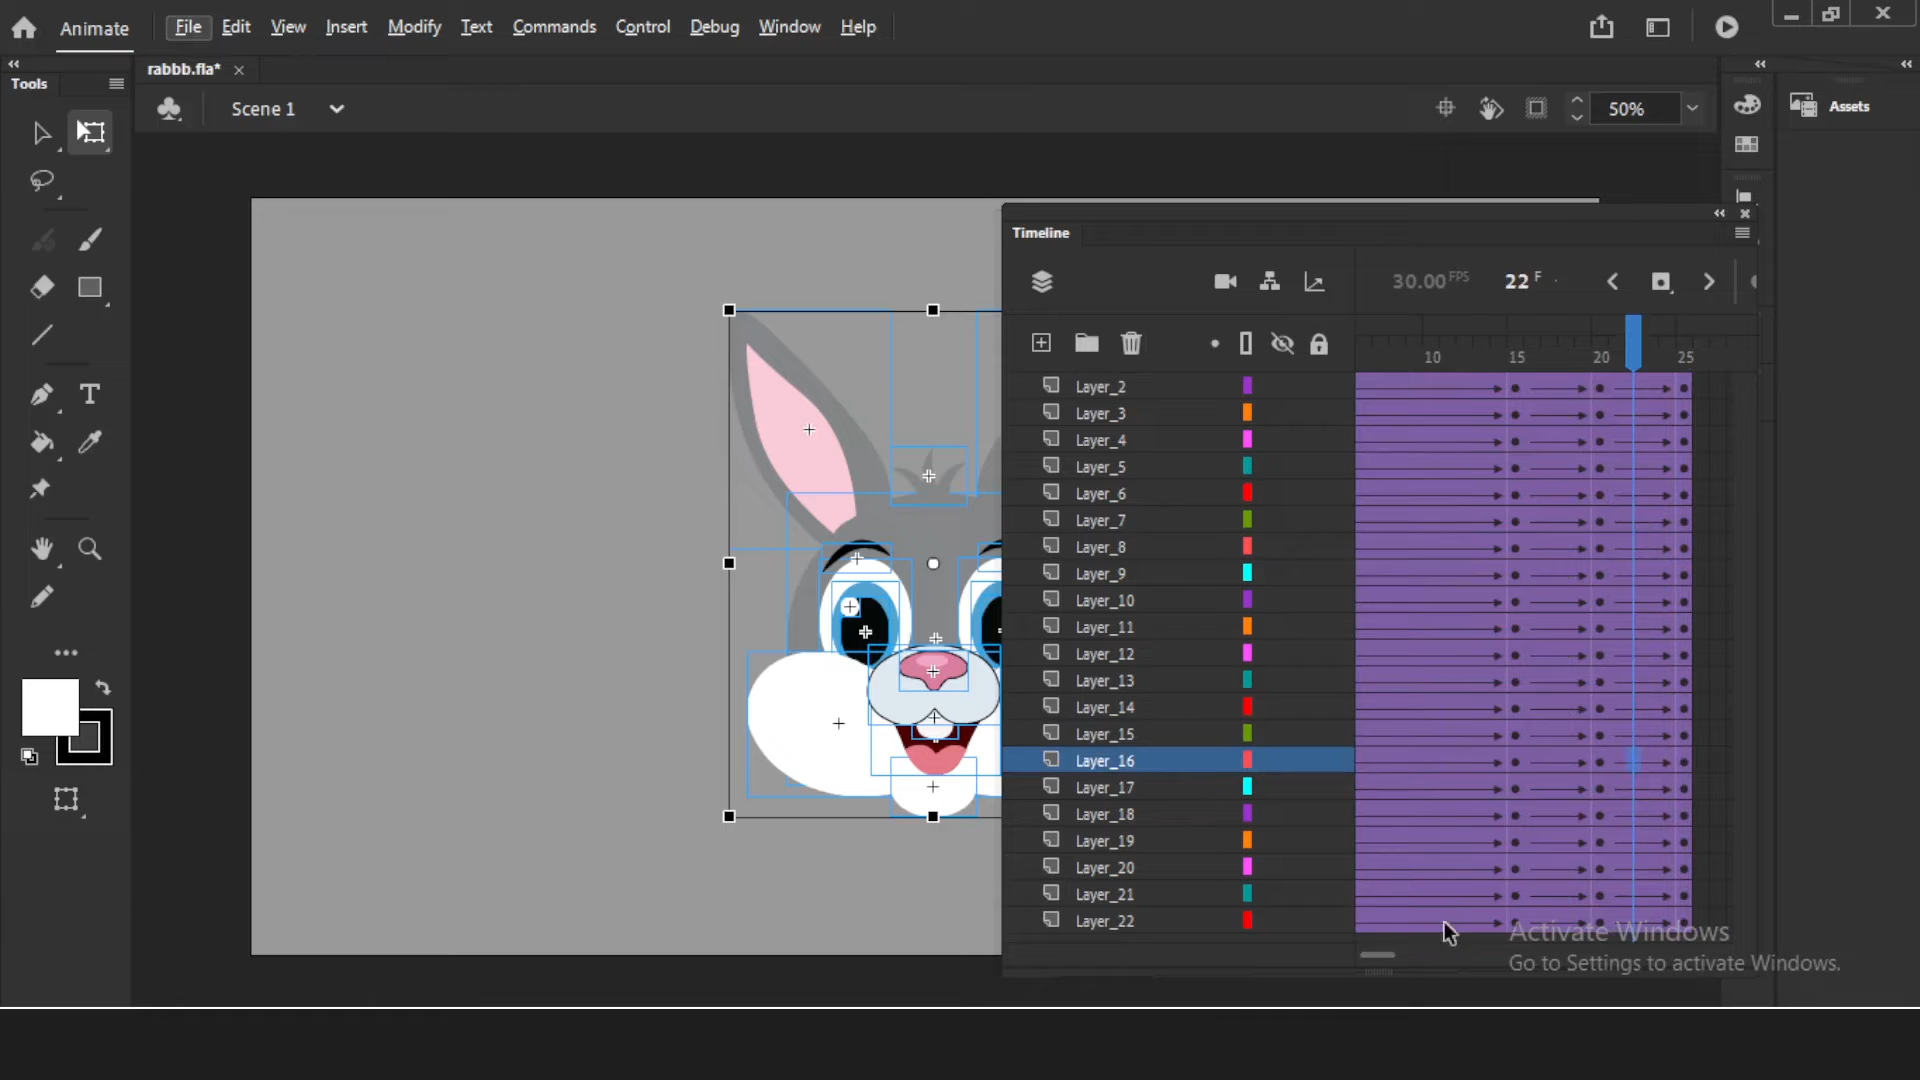 Animate File Edit View Insert Modify Text Commands Control Debug Window Help
Tools
rabbb.fla*
Scene 1
50%
Assets
Timeline
30.00 FPS 22 F
10 15 20 25
Layer_2
Layer_3
Layer_4
Layer_5
Layer_6
Layer_7
Layer_8
Layer_9
Layer_10
Layer_11
Layer_12
Layer_13
Layer_14
Layer_15
Layer_16
Layer_17
Layer_18
Layer_19
Layer_20
Layer_21
Layer_22
Activate Windows
Go to Settings to activate Windows.